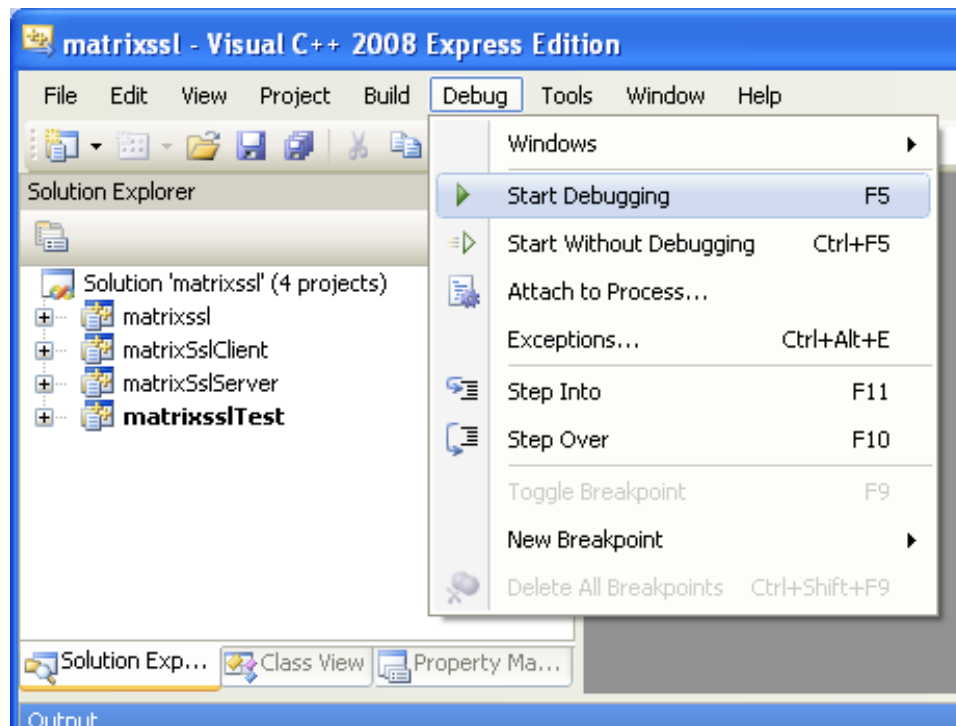 matrixssl - Visual C++ 2008 Express Edition
File Edit View Project Build Debug Tools Window Help
Solution Explorer
Solution 'matrixssl' (4 projects)
matrixssl
matrixSslClient
matrixSslServer
matrixsslTest
Windows
Start Debugging F5
Start Without Debugging Ctrl+F5
Attach to Process...
Exceptions... Ctrl+Alt+E
Step Into F11
Step Over F10
Toggle Breakpoint F9
New Breakpoint
Delete All Breakpoints Ctrl+Shift+F9
Solution Exp... Class View Property Ma...
Output